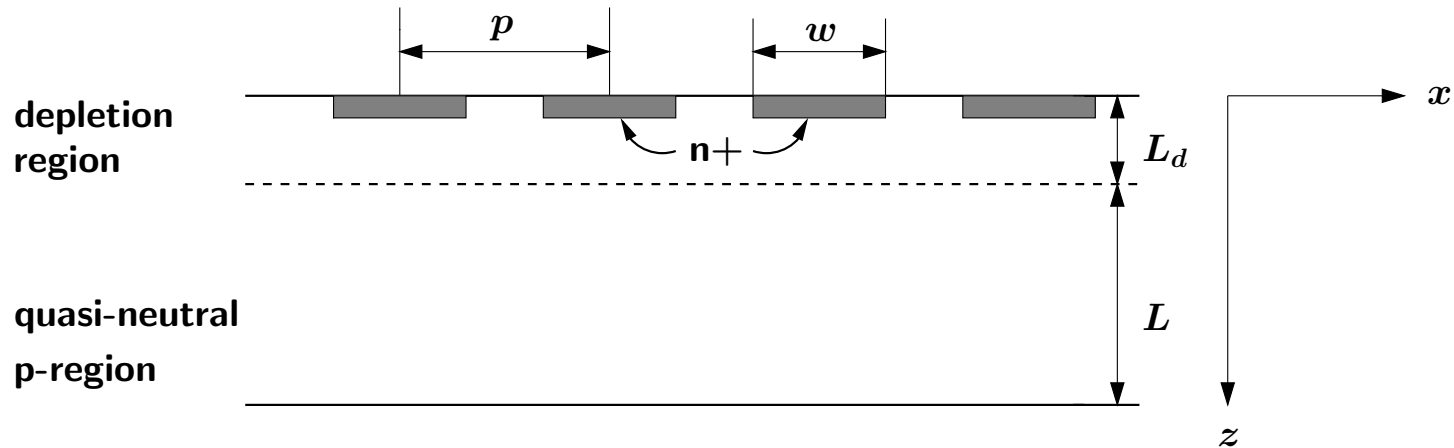 p
w
depletion
region
x
n+
L_d
quasi-neutral
p-region
L
z